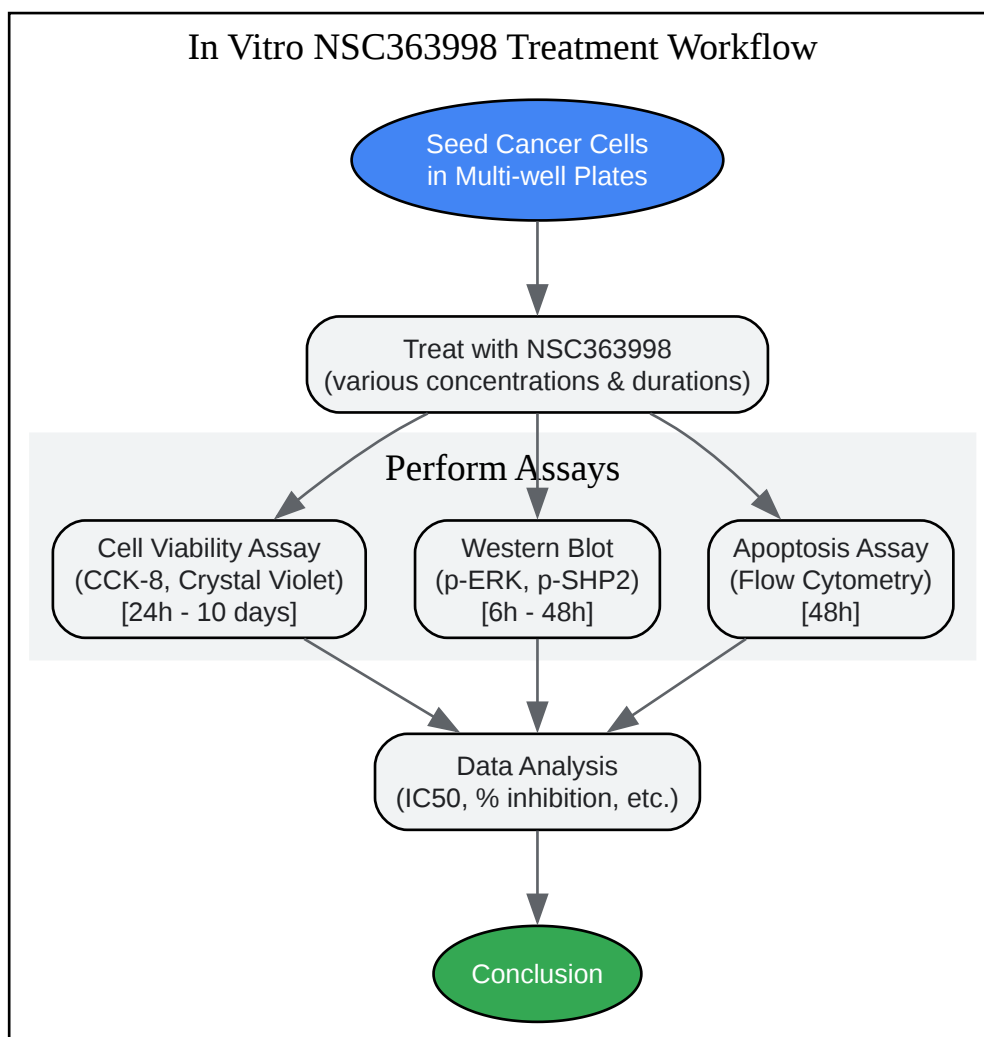 In Vitro NSC363998 Treatment Workflow
Seed Cancer Cells
in Multi-well Plates
Treat with NSC363998
(various concentrations & durations)
Perform Assays
Cell Viability Assay
(CCK-8, Crystal Violet)
[24h - 10 days]
Western Blot
(p-ERK, p-SHP2)
[6h - 48h]
Apoptosis Assay
(Flow Cytometry)
[48h]
Data Analysis
(IC50, % inhibition, etc.)
Conclusion